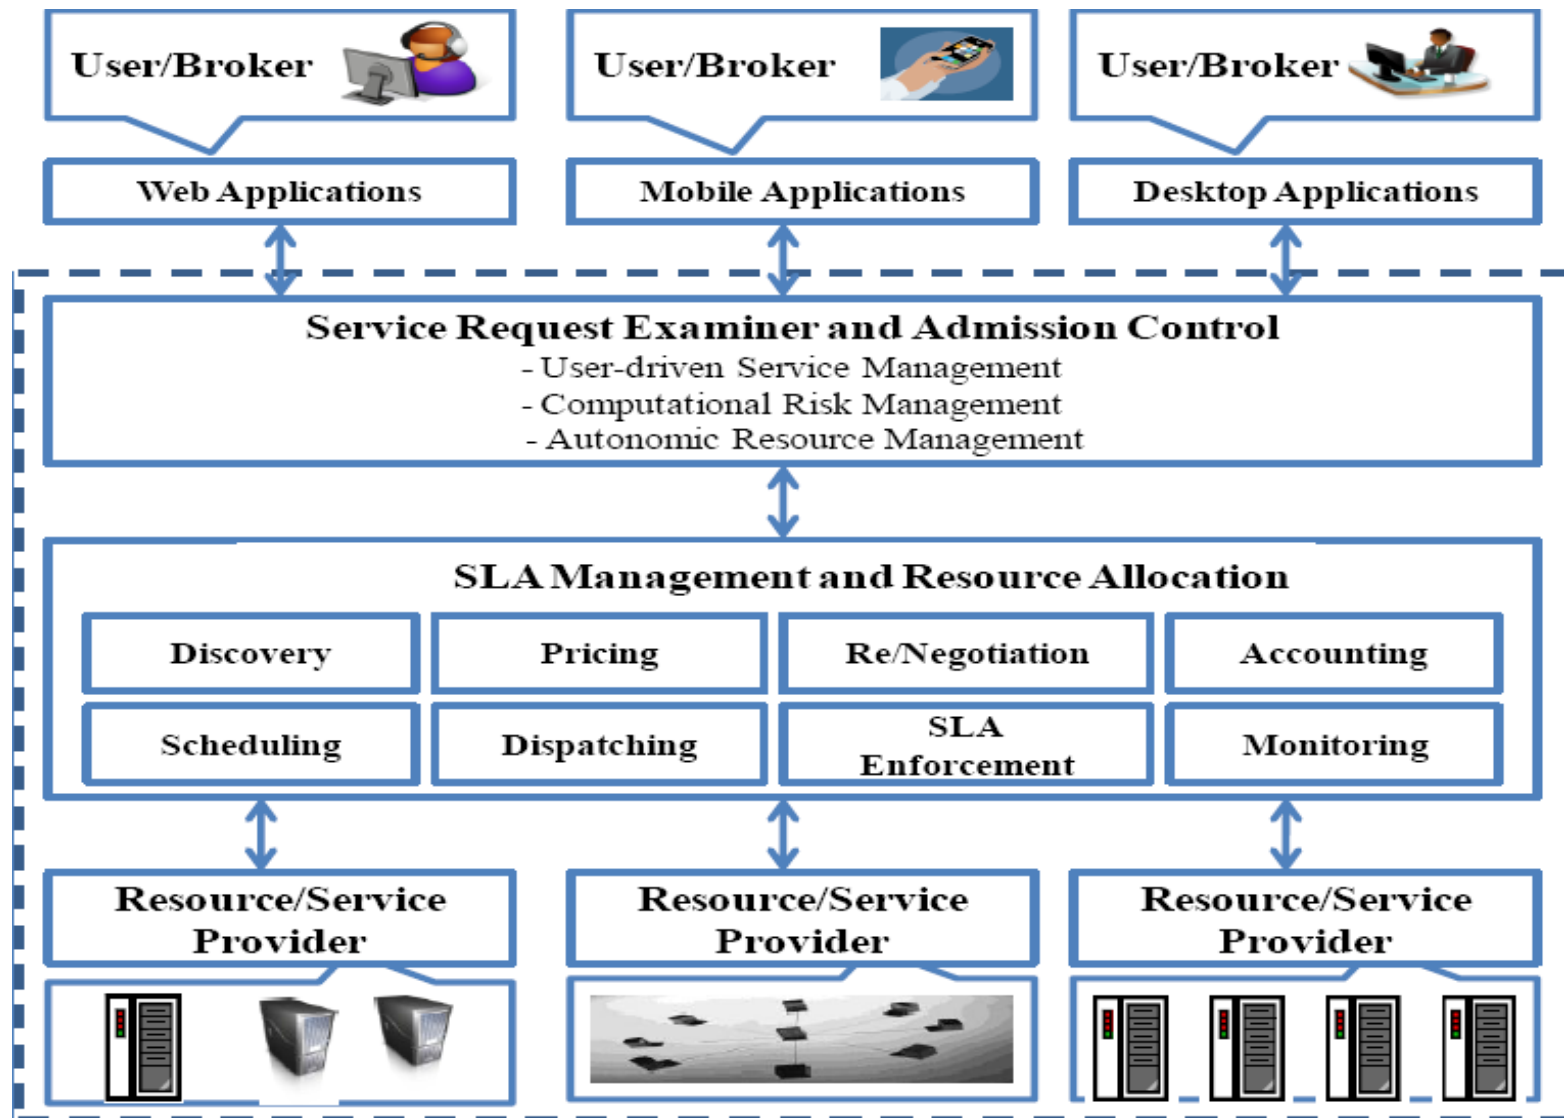 User/Broker
User/Broker
User/Broker
Web Applications
Mobile Applications
Desktop Applications
Service Request Examiner and Admission Control
- User-driven Service Management
- Computational Risk Management
- Autonomic Resource Management
SLA Management and Resource Allocation
Discovery
Pricing
Re/Negotiation
Accounting
Scheduling
Dispatching
SLA
Enforcement
Monitoring
Resource/Service
Provider
Resource/Service
Provider
Resource/Service
Provider